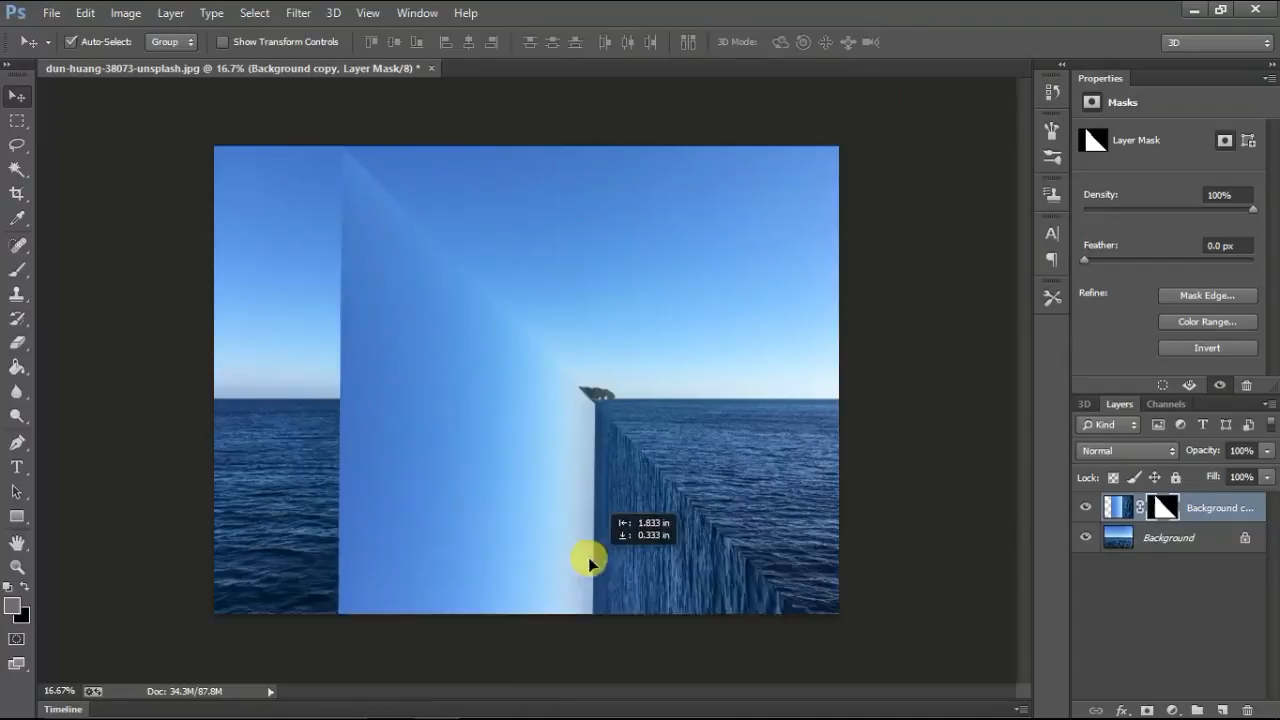 Ps File Edit Image Layer Type Select Filter 3D View Window Help
Auto-Select: Group Show Transform Controls 3D Mode: 3D
dun-huang-38073-unsplash.jpg @ 16.7% (Background copy, Layer Mask/8) * ×
Properties
Masks
Layer Mask
Density: 100%
Feather: 0.0 px
Refine: Mask Edge...
Color Range...
Invert
3D Layers Channels
Kind
Normal Opacity: 100%
Lock: Fill: 100%
Background c...
Background
1.833 in
0.333 in
16.67% Doc: 34.3M/87.8M
Timeline